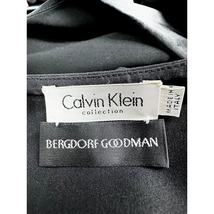 Calvin Klein
collection
MADE IN
ITALY
BERGDORF GOODMAN